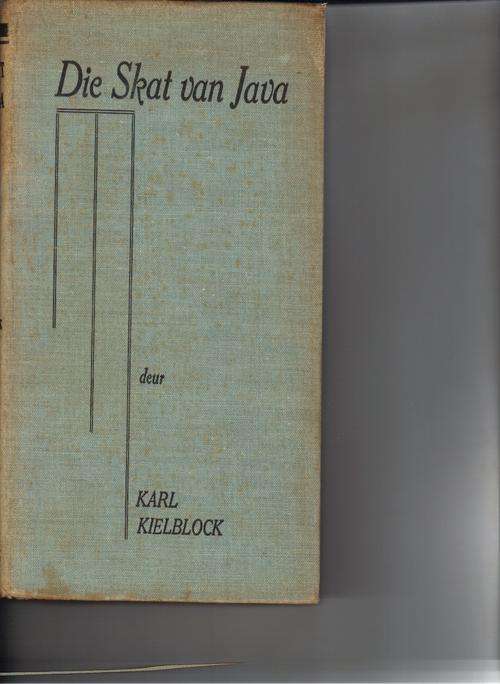 Die Skat van Java
deur
KARL
KIELBLOCK